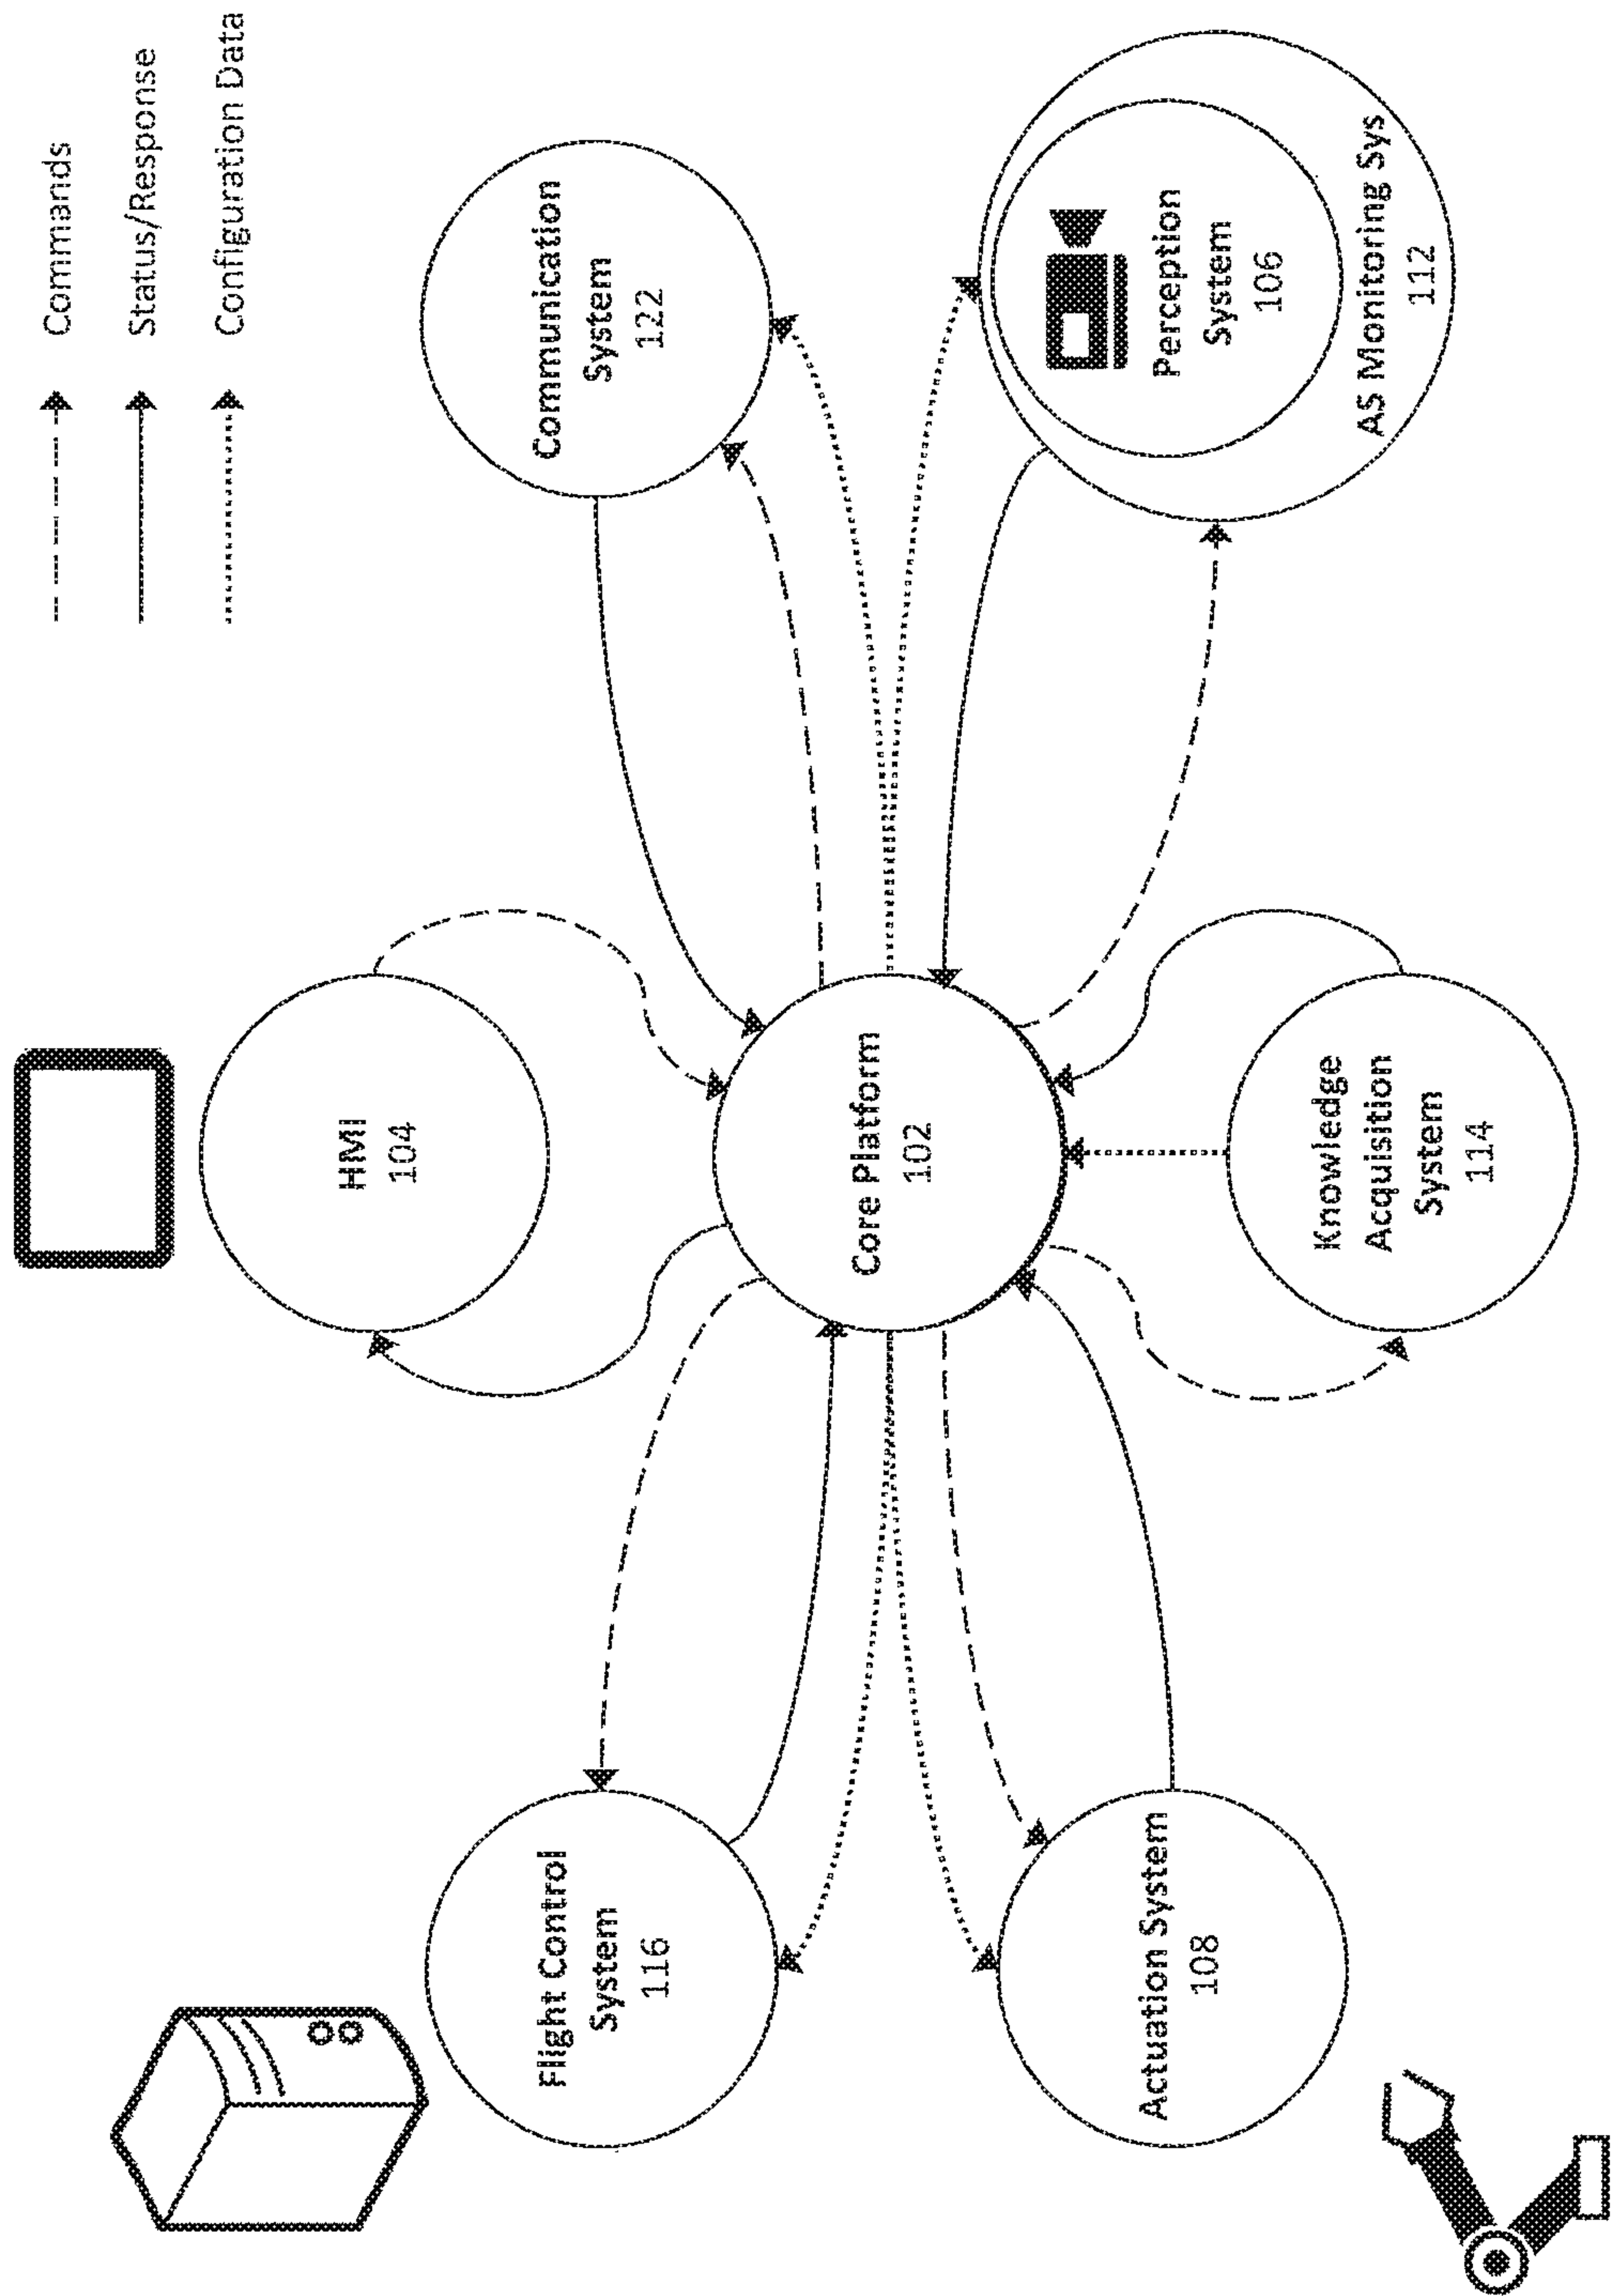 Commands
Status/Response
Configuration Data
HMI
104
Flight Control
System
116
Communication
System
122
Core Platform
102
Actuation System
108
Perception
System
106
AS Monitoring Sys
112
Knowledge
Acquisition
System
114